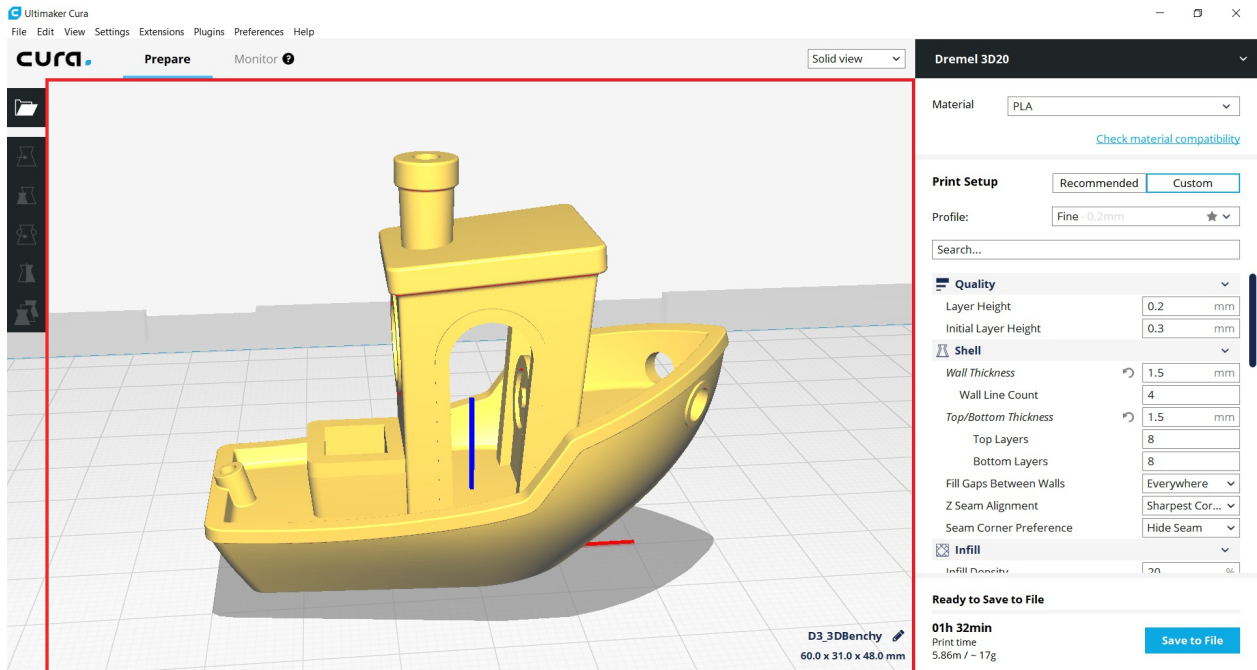 Ultimaker Cura
File Edit View Settings Extensions Plugins Preferences Help
cura.
Prepare
Monitor ?
Solid view
Dremel 3D20
Material
PLA
Check material compatibility
Print Setup
Recommended
Custom
Profile:
Fine - 0.2mm
Search...
Quality
Layer Height 0.2 mm
Initial Layer Height 0.3 mm
Shell
Wall Thickness 1.5 mm
Wall Line Count 4
Top/Bottom Thickness 1.5 mm
Top Layers 8
Bottom Layers 8
Fill Gaps Between Walls Everywhere
Z Seam Alignment Sharpest Cor...
Seam Corner Preference Hide Seam
Infill
Infill Density 20 %
Ready to Save to File
01h 32min
Print time
5.86m / ~ 17g
Save to File
D3_3DBenchy
60.0 x 31.0 x 48.0 mm